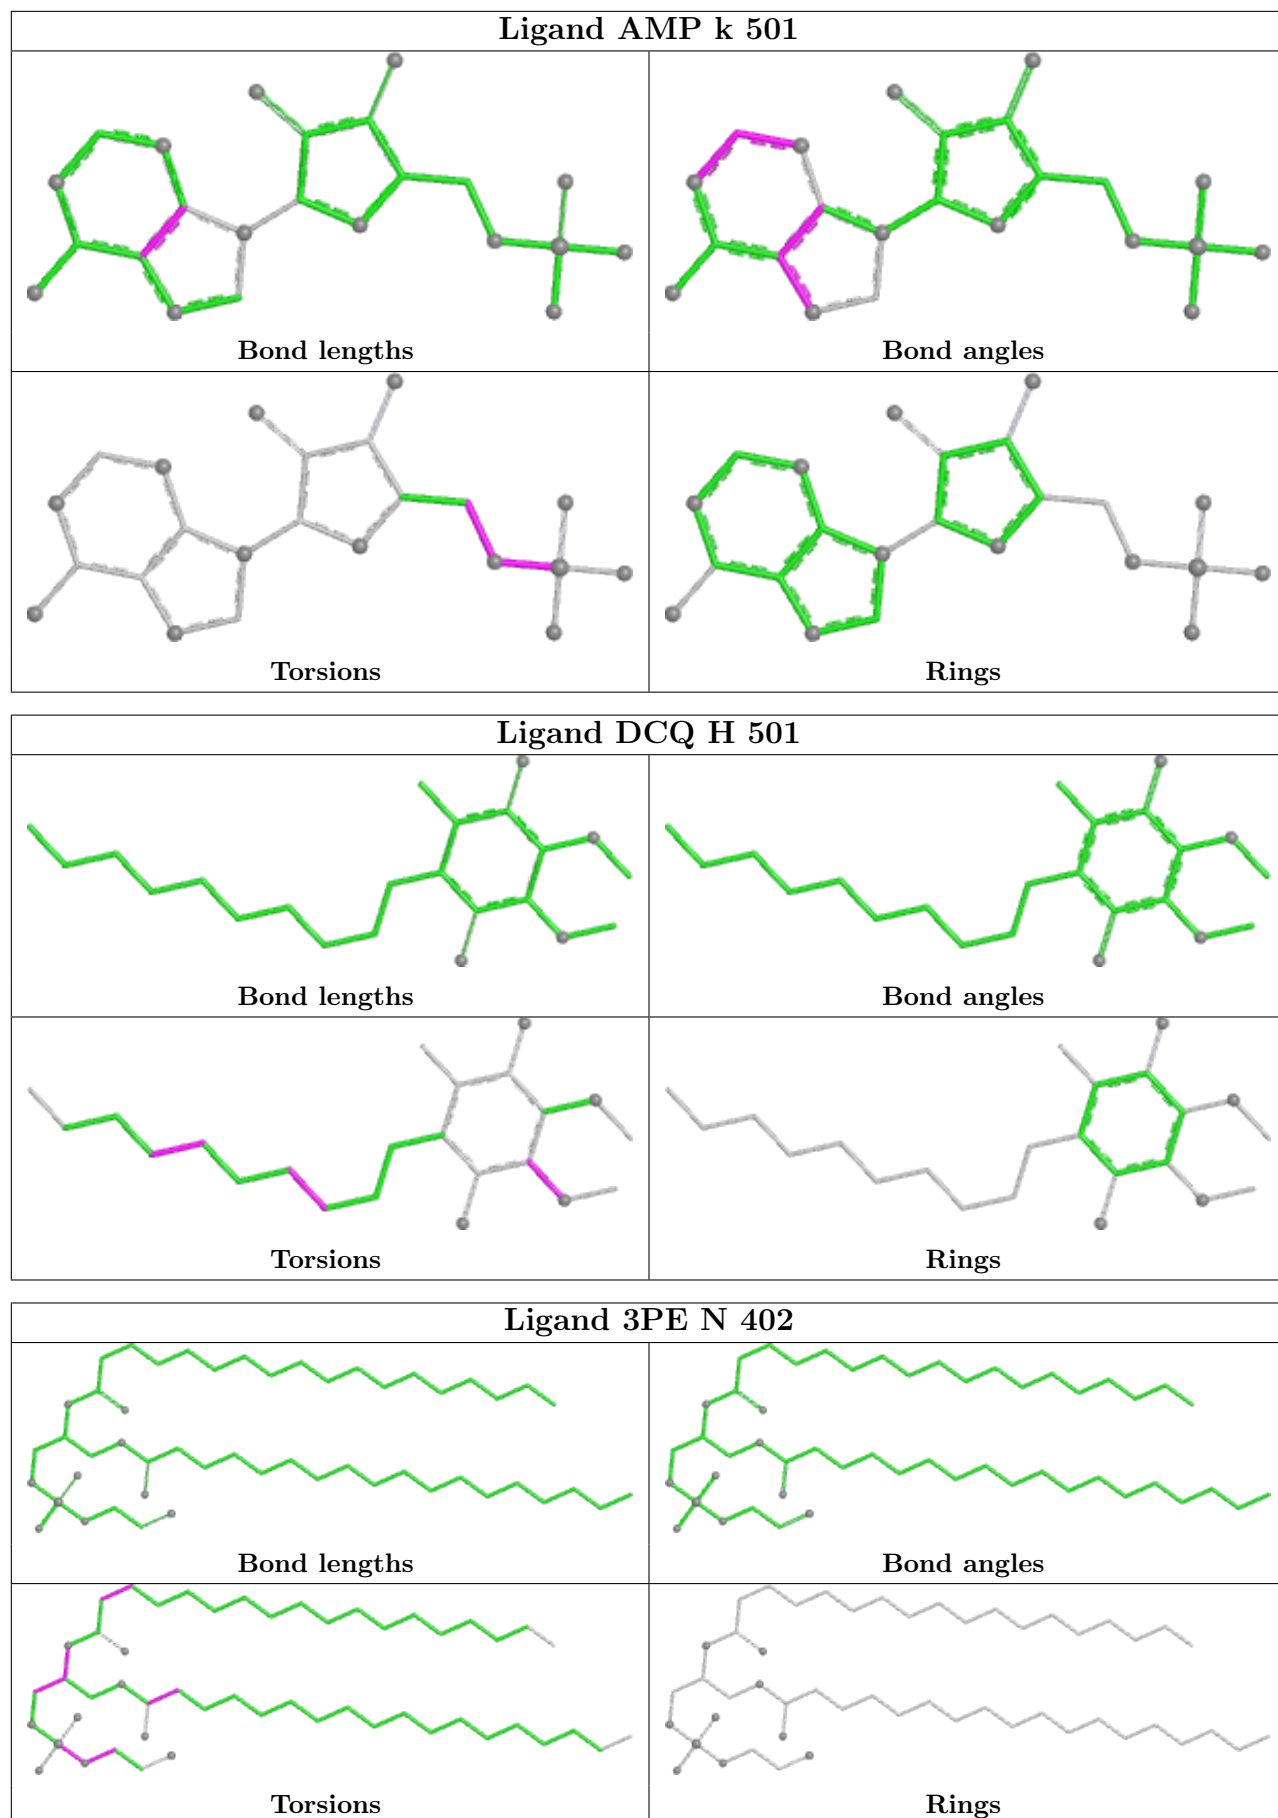 Ligand AMP k 501
Bond lengths
Bond angles
Torsions
Rings
Ligand DCQ H 501
Bond lengths
Bond angles
Torsions
Rings
Ligand 3PE N 402
Bond lengths
Bond angles
Torsions
Rings